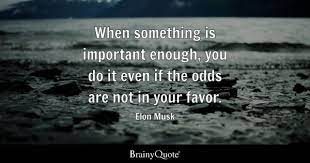 When something is
important enough, you
do it even if the odds
are not in your favor.
Elon Musk
BrainyQuote®